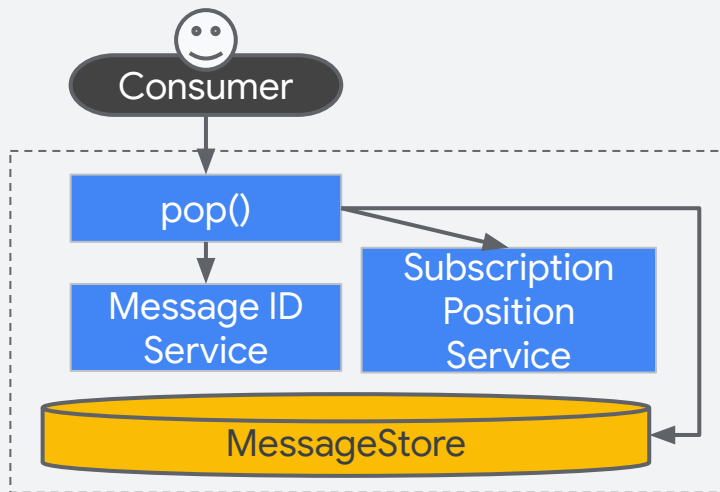 Consumer
pop()
Message ID
Service
Subscription
Position
Service
MessageStore